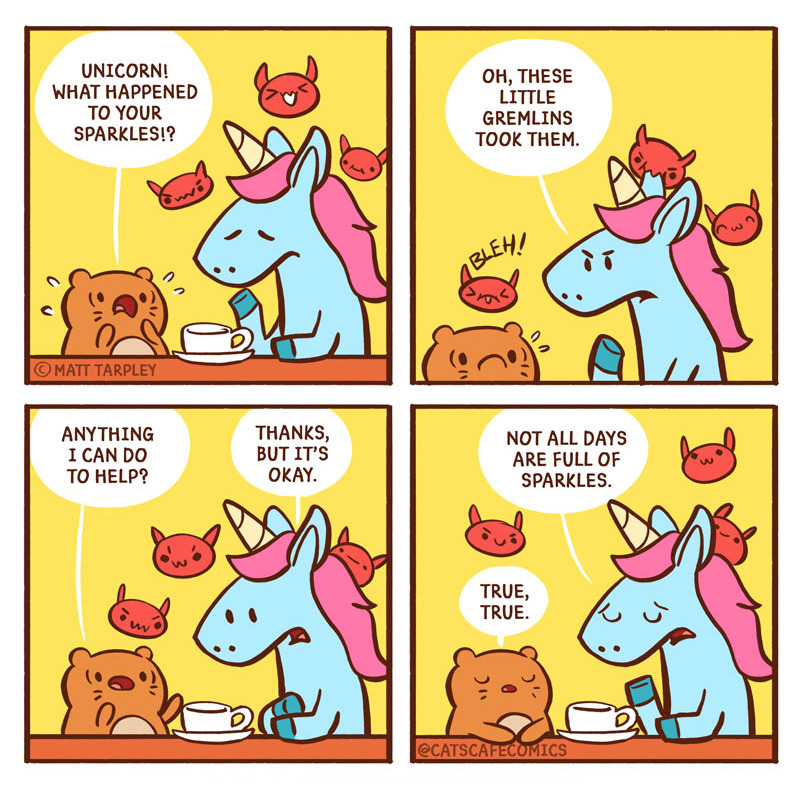 UNICORN!
WHAT HAPPENED
TO YOUR
SPARKLES!?
© MATT TARPLEY
OH, THESE
LITTLE
GREMLINS
TOOK THEM.
BLEH!
ANYTHING
I CAN DO
TO HELP?
THANKS,
BUT IT'S
OKAY.
NOT ALL DAYS
ARE FULL OF
SPARKLES.
TRUE,
TRUE.
@CATSCAFECOMICS